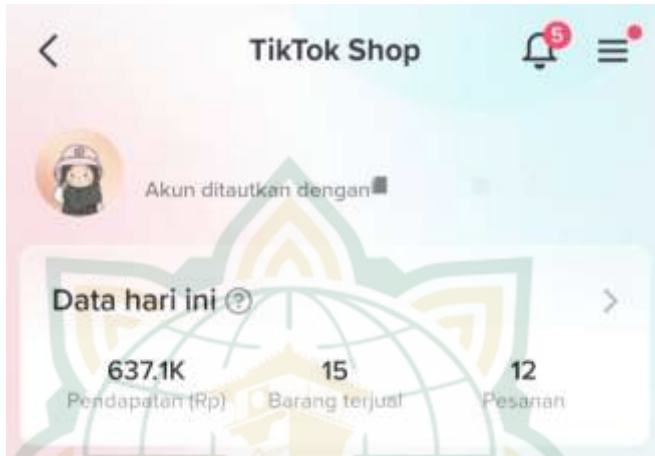 TikTok Shop
5
Akun ditautkan dengan
Data hari ini ?
637.1K 15 12
Pendapatan (Rp) Barang terjual Pesanan